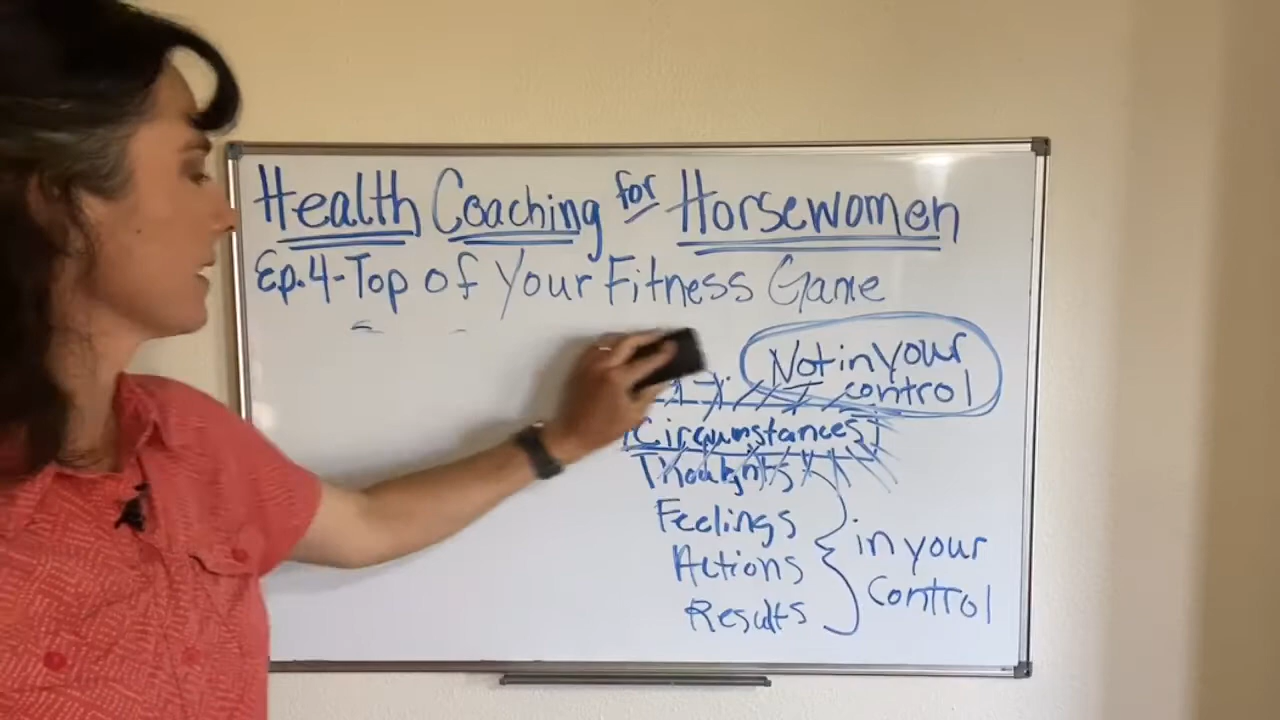 Health Coaching for Horsewomen
Ep.4-Top of Your Fitness Game
Not in your
control
Circumstances
Thoughts
Feelings
Actions
Results
in your
control